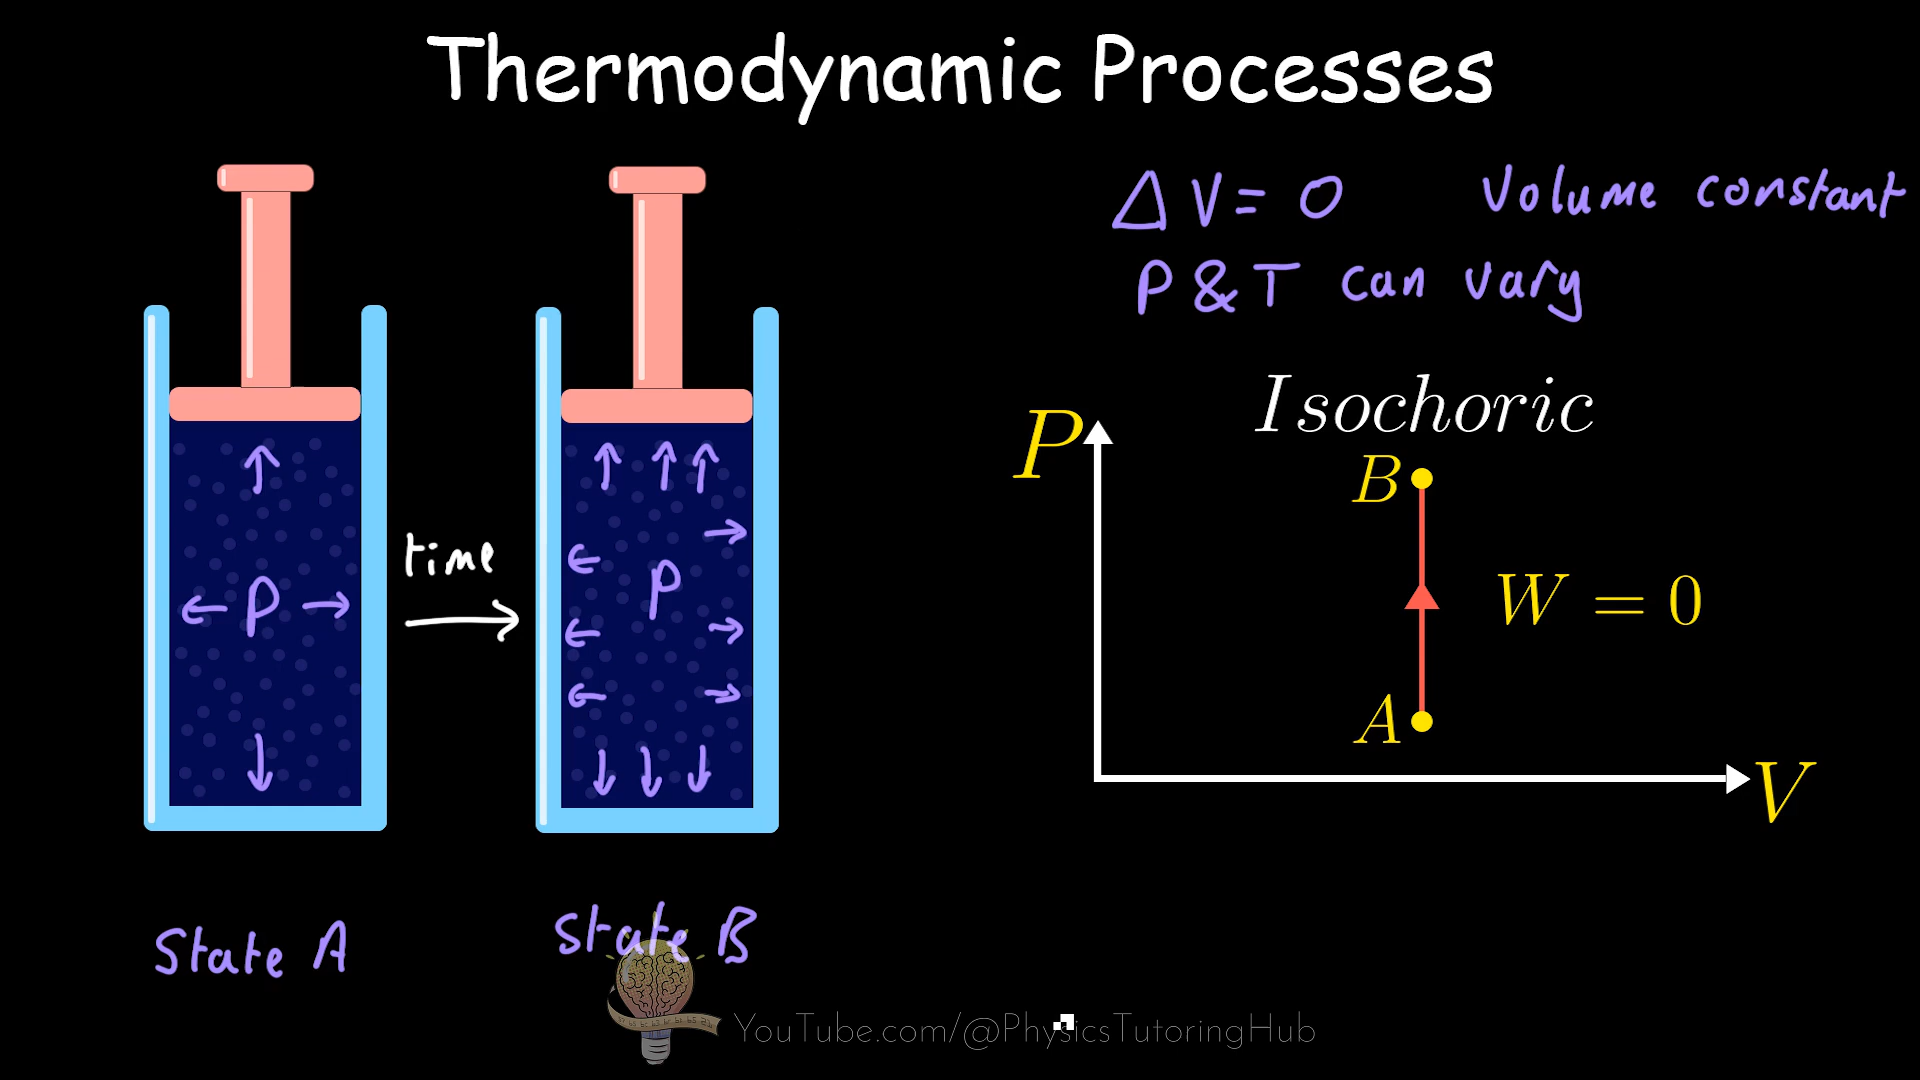 Thermodynamic Processes
ΔV = 0 Volume constant
P & T can vary
Isochoric
P
B
W = 0
A
V
P
time
P
State A
State B
YouTube.com/@PhysicsTutoringHub